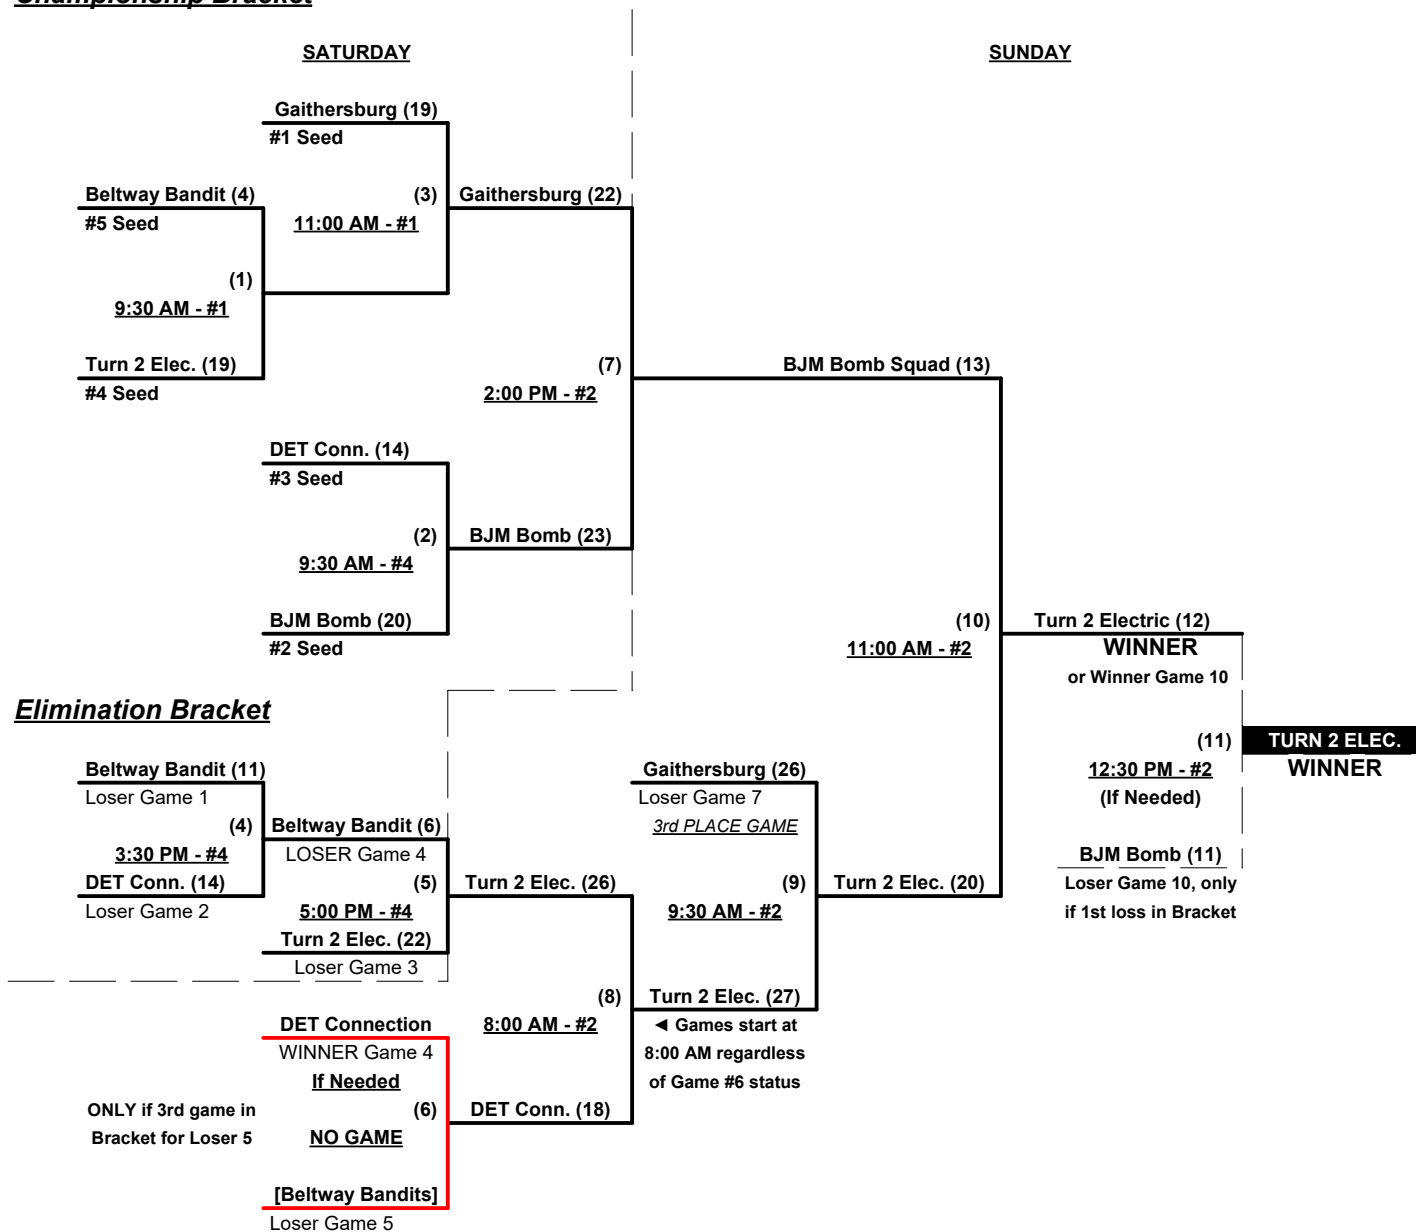 Championship Bracket
SATURDAY
SUNDAY
Gaithersburg (19)
#1 Seed
Beltway Bandit (4)
(3)
Gaithersburg (22)
#5 Seed
11:00 AM - #1
(1)
9:30 AM - #1
Turn 2 Elec. (19)
(7)
BJM Bomb Squad (13)
#4 Seed
2:00 PM - #2
DET Conn. (14)
#3 Seed
(2)
BJM Bomb (23)
9:30 AM - #4
BJM Bomb (20)
(10)
Turn 2 Electric (12)
#2 Seed
11:00 AM - #2
WINNER
or Winner Game 10
Elimination Bracket
(11)
TURN 2 ELEC.
Beltway Bandit (11)
Gaithersburg (26)
12:30 PM - #2
WINNER
Loser Game 1
Loser Game 7
(If Needed)
(4)
Beltway Bandit (6)
3rd PLACE GAME
3:30 PM - #4
LOSER Game 4
BJM Bomb (11)
DET Conn. (14)
(5)
Turn 2 Elec. (26)
(9)
Turn 2 Elec. (20)
Loser Game 10, only
Loser Game 2
5:00 PM - #4
9:30 AM - #2
if 1st loss in Bracket
Turn 2 Elec. (22)
Loser Game 3
(8)
Turn 2 Elec. (27)
DET Connection
8:00 AM - #2
◄ Games start at
WINNER Game 4
8:00 AM regardless
If Needed
of Game #6 status
ONLY if 3rd game in
(6)
DET Conn. (18)
Bracket for Loser 5
NO GAME
[Beltway Bandits]
Loser Game 5